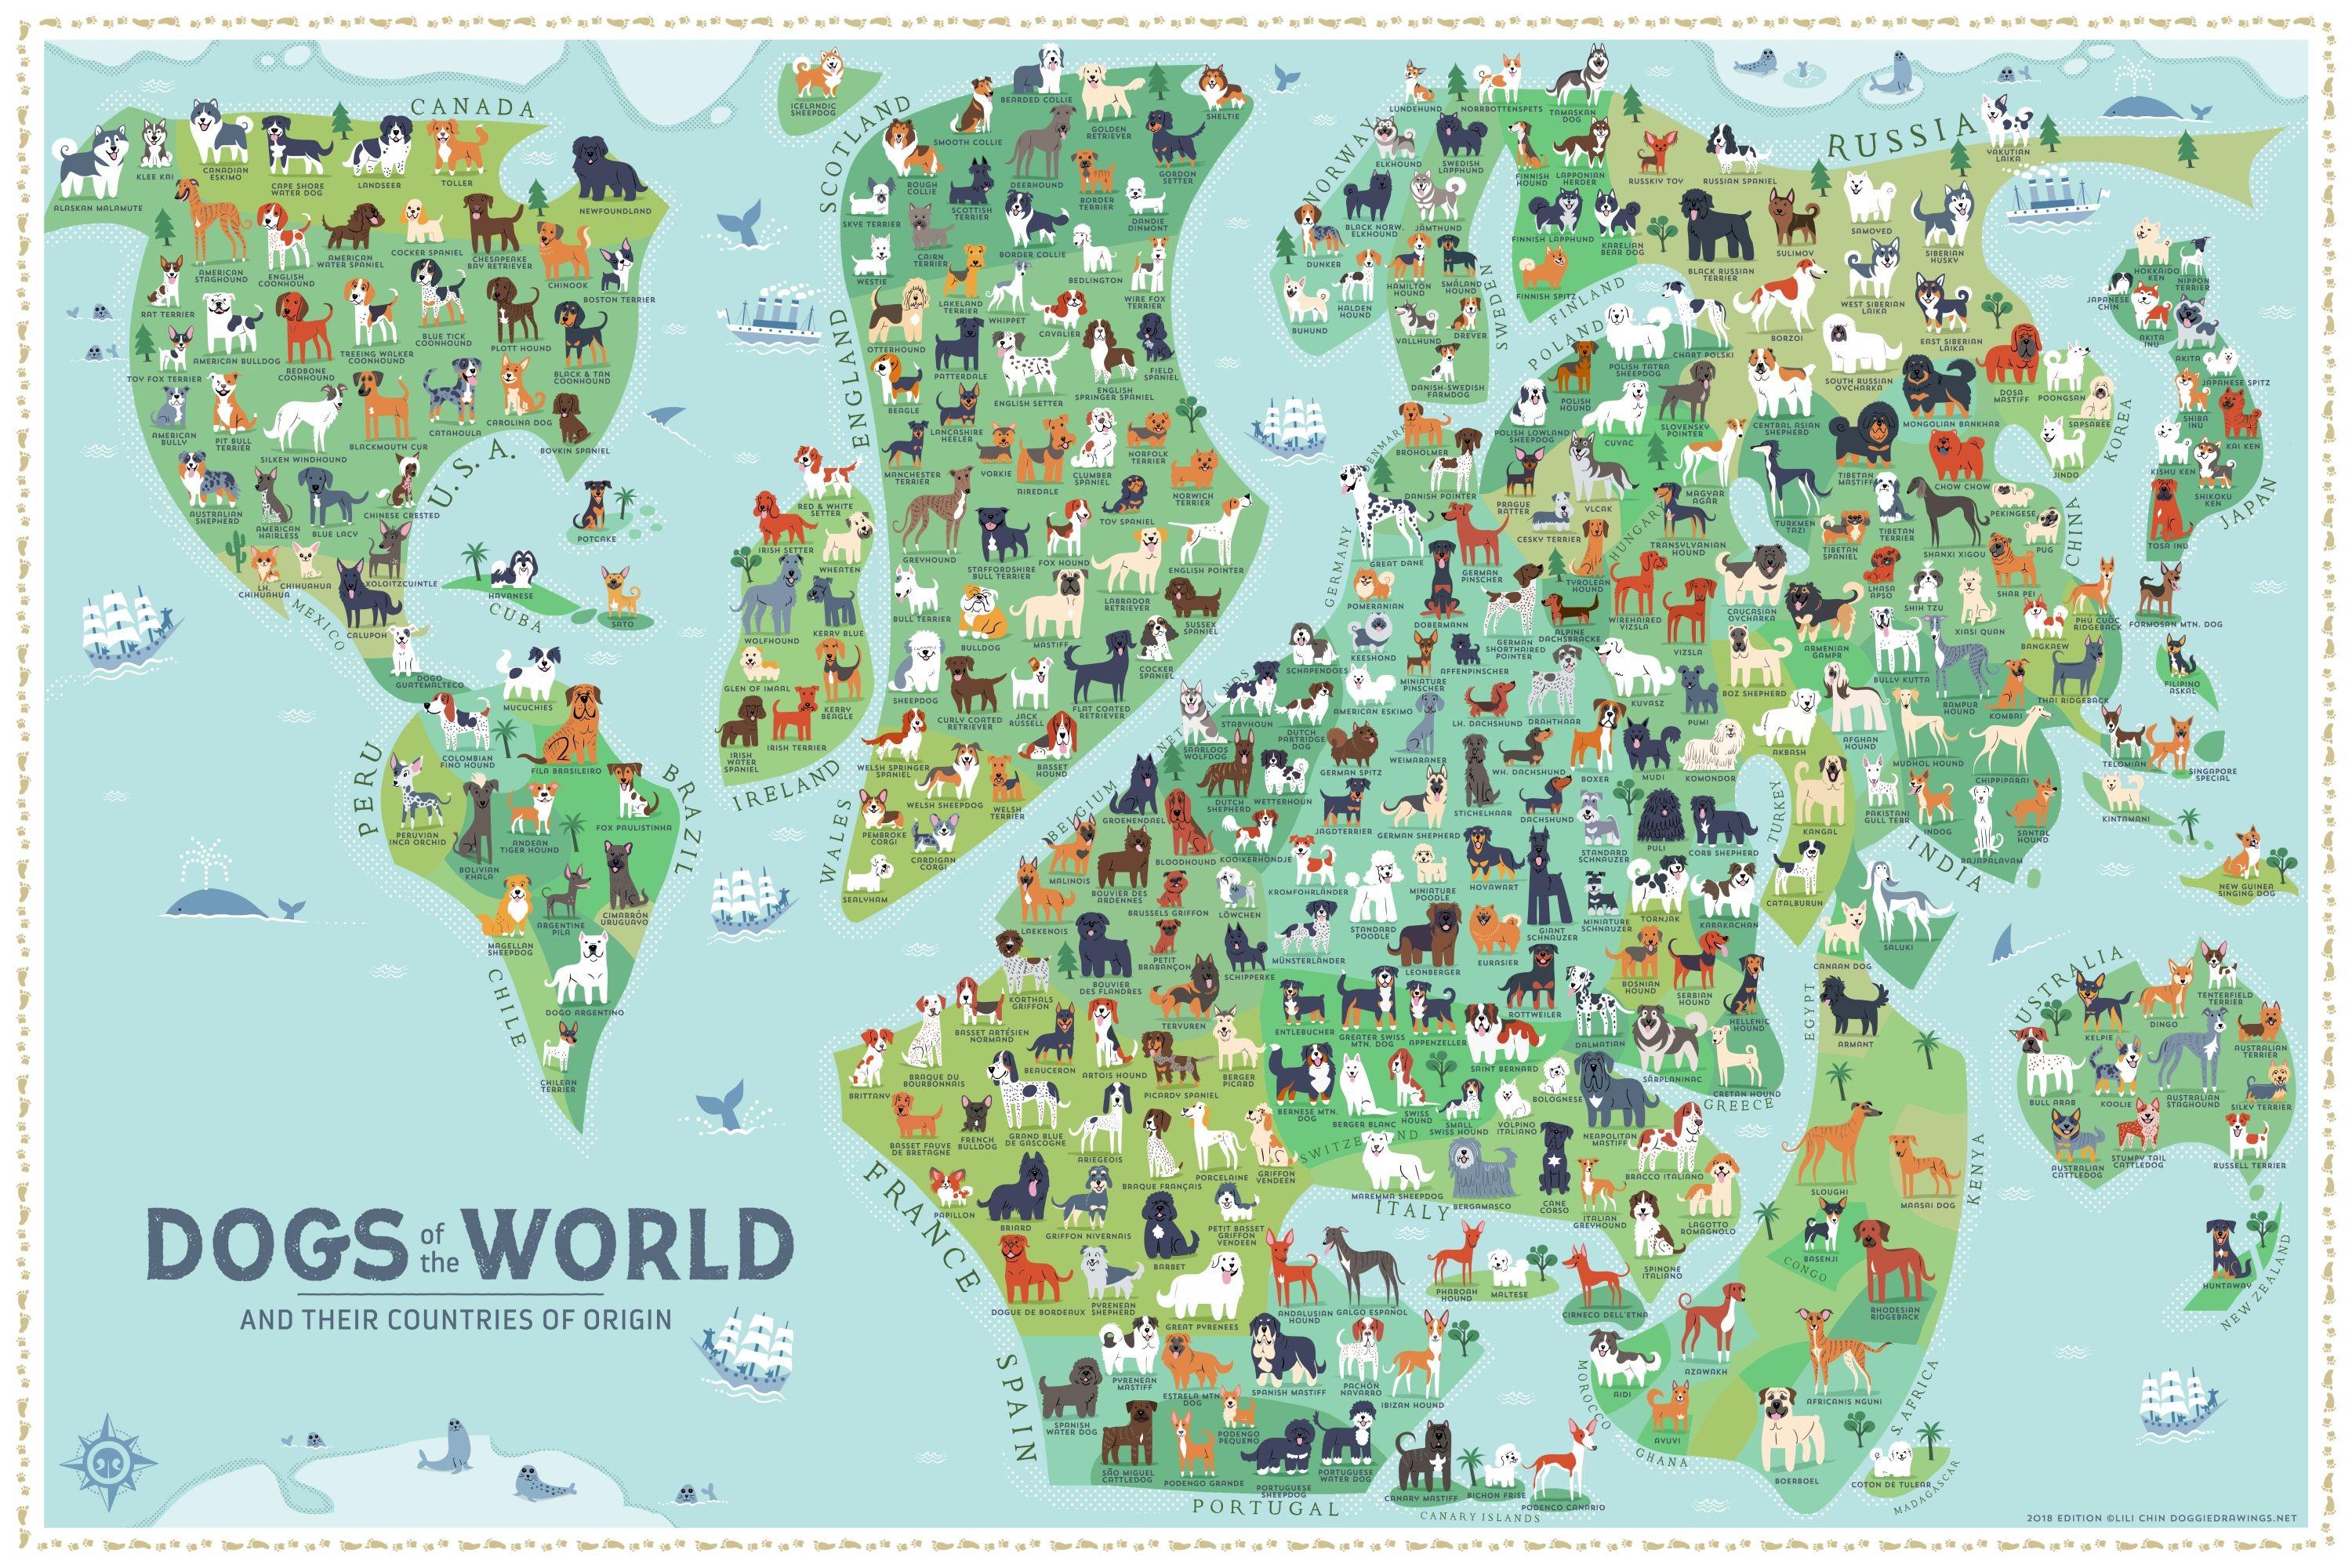 CANADA
ALASKAN MALAMUTE
KLEE KAI
CANADIAN
ESKIMO
CAPE SHORE
WATER DOG
LANDSEER
TOLLER
NEWFOUNDLAND
AMERICAN
STAGHOUND
ENGLISH
COONHOUND
AMERICAN
WATER SPANIEL
COCKER SPANIEL
CHESAPEAKE
BAY RETRIEVER
CHINOOK
BOSTON TERRIER
RAT TERRIER
AMERICAN BULLDOG
REDBONE
COONHOUND
TREEING WALKER
COONHOUND
BLUE TICK
COONHOUND
PLOTT HOUND
BLACK & TAN
COONHOUND
TOY FOX TERRIER
AMERICAN
BULLY
PIT BULL
TERRIER
SILKEN WINDHOUND
BLACKMOUTH CUR
CATAHOULA
CAROLINA DOG
BOYKIN SPANIEL
U.S.A.
AUSTRALIAN
SHEPHERD
AMERICAN
HAIRLESS
BLUE LACY
CHINESE CRESTED
POTCAKE
LH.
CHIHUAHUA
CHIHUAHUA
XOLOITZCUINTLE
CALUPOH
MEXICO
HAVANESE
CUBA
SATO
DOGO
GUATEMALTECO
MUCUCHIES
COLOMBIAN
FINO HOUND
FILA BRASILEIRO
PERU
BRAZIL
PERUVIAN
INCA ORCHID
BOLIVIAN
KHALA
ANDEAN
TIGER HOUND
FOX PAULISTINHA
MAGELLAN
SHEEPDOG
ARGENTINE
PILA
CIMARRÓN
URUGUAYO
DOGO ARGENTINO
CHILE
CHILEAN
TERRIER
DOGS of the WORLD
AND THEIR COUNTRIES OF ORIGIN
ICELANDIC
SHEEPDOG
SCOTLAND
SMOOTH COLLIE
BEARDED COLLIE
GOLDEN
RETRIEVER
SHELTIE
ROUGH
COLLIE
SCOTTISH
TERRIER
DEERHOUND
BORDER
TERRIER
GORDON
SETTER
SKYE TERRIER
CAIRN
TERRIER
BORDER COLLIE
DANDIE
DINMONT
WESTIE
LAKELAND
TERRIER
WHIPPET
BEDLINGTON
WIRE FOX
TERRIER
ENGLAND
OTTERHOUND
PATTERDALE
CAVALIER
ENGLISH SETTER
ENGLISH
SPRINGER SPANIEL
FIELD
SPANIEL
BEAGLE
LANCASHIRE
HEELER
MANCHESTER
TERRIER
YORKIE
AIREDALE
CLUMBER
SPANIEL
NORFOLK
TERRIER
NORWICH
TERRIER
GREYHOUND
STAFFORDSHIRE
BULL TERRIER
FOX HOUND
TOY SPANIEL
ENGLISH POINTER
BULL TERRIER
BULLDOG
MASTIFF
LABRADOR
RETRIEVER
SUSSEX
SPANIEL
SHEEPDOG
CURLY COATED
RETRIEVER
JACK
RUSSELL
FLAT COATED
RETRIEVER
COCKER
SPANIEL
BASSET
HOUND
RED & WHITE
SETTER
IRISH SETTER
WHEATEN
WOLFHOUND
KERRY BLUE
GLEN OF IMAAL
KERRY
BEAGLE
IRISH
WATER
SPANIEL
IRISH TERRIER
IRELAND
WELSH SPRINGER
SPANIEL
WELSH SHEEPDOG
WELSH
TERRIER
PEMBROKE
CORGI
CARDIGAN
CORGI
SEALYHAM
WALES
NORWAY
LUNDEHUND
NORRBOTTENSPETS
TAMASKAN
DOG
ELKHOUND
SWEDISH
LAPPHUND
FINNISH
HOUND
LAPPONIAN
HERDER
BLACK NORW.
ELKHOUND
JÄMTHUND
FINNISH LAPPHUND
KARELIAN
BEAR DOG
DUNKER
HALDEN
HOUND
HAMILTON
HOUND
SMÅLAND
HOUND
FINNISH SPITZ
BUHUND
VALLHUND
DREVER
SWEDEN
FINLAND
DANISH-SWEDISH
FARMDOG
RUSSIA
RUSSKIY TOY
RUSSIAN SPANIEL
YAKUTIAN
LAIKA
BLACK RUSSIAN
TERRIER
SULIMOV
SAMOYED
SIBERIAN
HUSKY
BORZOI
WEST SIBERIAN
LAIKA
EAST SIBERIAN
LAIKA
SOUTH RUSSIAN
OVCHARKA
POLAND
CHART POLSKI
POLISH TATRA
SHEEPDOG
POLISH
HOUND
POLISH LOWLAND
SHEEPDOG
CUVAC
SLOVENSKY
POINTER
CENTRAL ASIAN
SHEPHERD
MONGOLIAN BANKHAR
DOSA
MASTIFF
POONGSAN
SAPSAREE
JINDO
KOREA
HOKKAIDO
KEN
NIPPON
TERRIER
JAPANESE
CHIN
AKITA
INU
AKITA
JAPANESE SPITZ
SHIBA
INU
KAI KEN
KISHU KEN
SHIKOKU
KEN
TOSA INU
JAPAN
DENMARK
BROHOLMER
DANISH POINTER
PRAGUE
RATTER
VLCAK
CESKY TERRIER
MAGYAR
AGÁR
HUNGARY
TRANSYLVANIAN
HOUND
TURKMEN
TAZI
TIBETAN
MASTIFF
CHOW CHOW
TIBETAN
SPANIEL
TIBETAN
TERRIER
SHANXI XIGOU
PEKINGESE
PUG
CHINA
GERMANY
GREAT DANE
GERMAN
PINSCHER
TYROLEAN
HOUND
POMERANIAN
DOBERMANN
GERMAN
SHORTHAIRED
POINTER
ALPINE
DACHSBRACKE
WIREHAIRED
VIZSLA
VIZSLA
CAUCASIAN
OVCHARKA
ARMENIAN
GAMPR
LHASA
APSO
SHIH TZU
XIASI QUAN
SHAR PEI
PHU CUOC
RIDGEBACK
FORMOSAN MTN. DOG
SCHAPENDOES
KEESHOND
MINIATURE
PINSCHER
AFFENPINSCHER
BOZ SHEPHERD
BULLY KUTTA
RAMPUR
HOUND
KOMBAI
BANGKAEW
THAI RIDGEBACK
FILIPINO
ASKAL
NETHERLANDS
STABYHOUN
AMERICAN ESKIMO
LH. DACHSHUND
DRAHTHAAR
KUVASZ
PUMI
SAARLOOS
WOLFDOG
DUTCH
PARTRIDGE
DOG
GERMAN SPITZ
WEIMARANER
WH. DACHSHUND
BOXER
MUDI
KOMONDOR
AKBASH
AFGHAN
HOUND
MUDHOL HOUND
CHIPPIPARAI
TELOMIAN
SINGAPORE
SPECIAL
BELGIUM
GROENENDAEL
DUTCH
SHEPHERD
WETTERHOUN
JAGDTERRIER
GERMAN SHEPHERD
STICHELHAAR
DACHSHUND
STANDARD
SCHNAUZER
PULI
CORB SHEPHERD
TURKEY
KANGAL
PAKISTANI
GULL TERR
INDOG
RAJAPALAYAM
SANTAL
HOUND
KINTAMANI
INDIA
MALINOIS
BOUVIER DES
ARDENNES
BLOODHOUND
KOOIKERHONDJE
KROMFOHRLÄNDER
MINIATURE
POODLE
HOVAWART
LAEKENOIS
BRUSSELS GRIFFON
LÖWCHEN
STANDARD
POODLE
GIANT
SCHNAUZER
MINIATURE
SCHNAUZER
TORNJAK
KARAKACHAN
CATALBURUN
NEW GUINEA
SINGING DOG
BOUVIER
DES FLANDRES
PETIT
BRABANÇON
SCHIPPERKE
MÜNSTERLÄNDER
LEONBERGER
EURASIER
BOSNIAN
HOUND
SERBIAN
HOUND
CANAAN DOG
SALUKI
KORTHALS
GRIFFON
TERVUREN
ENTLEBUCHER
GREATER SWISS
MTN. DOG
APPENZELLER
ROTTWEILER
DALMATIAN
HELLENIC
HOUND
EGYPT
ARMANT
BRITTANY
BRAQUE DU
BOURBONNAIS
BASSET ARTÉSIEN
NORMAND
BEAUCERON
ARTOIS HOUND
PICARDY SPANIEL
BERGER
PICARD
SAINT BERNARD
BOLOGNESE
ŠARPLANINAC
CRETAN HOUND
GREECE
BASSET FAUVE
DE BRETAGNE
FRENCH
BULLDOG
GRAND BLUE
DE GASCOGNE
ARIEGEOIS
BRAQUE FRANÇAIS
PORCELAINE
GRIFFON
VENDEEN
BERNESE MTN.
DOG
BERGER BLANC
SWISS
HOUND
SMALL
SWISS HOUND
VOLPINO
ITALIANO
NEAPOLITAN
MASTIFF
SWITZERLAND
FRANCE
PAPILLON
BRIARD
GRIFFON NIVERNAIS
BARBET
PETIT BASSET
GRIFFON
VENDEEN
MAREMMA SHEEPDOG
BERGAMASCO
CANE
CORSO
ITALIAN
GREYHOUND
BRACCO ITALIANO
LAGOTTO
ROMAGNOLO
ITALY
SPINONE
ITALIANO
DOGUE DE BORDEAUX
PYRENEAN
SHEPHERD
GREAT PYRENEES
ANDALUSIAN
HOUND
GALGO ESPAÑOL
PHAROAH
HOUND
MALTESE
CIRNECO DELL'ETNA
SPAIN
SPANISH
WATER DOG
PYRENEAN
MASTIFF
ESTRELA MTN.
DOG
SPANISH MASTIFF
PACHÓN
NAVARRO
IBIZAN HOUND
SÃO MIGUEL
CATTLEDOG
PODENGO GRANDE
PODENGO
PEQUENO
PORTUGUESE
SHEEPDOG
PORTUGUESE
WATER DOG
PORTUGAL
CANARY MASTIFF
BICHON FRISE
PODENCO CANARIO
CANARY ISLANDS
SLOUGHI
MAASAI DOG
KENYA
BASENJI
CONGO
RHODESIAN
RIDGEBACK
AIDI
AZAWAKH
MOROCCO
AVUVI
GHANA
AFRICANIS NGUNI
BOERBOEL
S. AFRICA
COTON DE TULEAR
MADAGASCAR
AUSTRALIA
KELPIE
DINGO
TENTERFIELD
TERRIER
BULL ARAB
KOOLIE
AUSTRALIAN
STAGHOUND
AUSTRALIAN
TERRIER
SILKY TERRIER
AUSTRALIAN
CATTLEDOG
STUMPY TAIL
CATTLEDOG
RUSSELL TERRIER
HUNTAWAY
NEW ZEALAND
2018 EDITION ©LILI CHIN DOGGIEDRAWINGS.NET